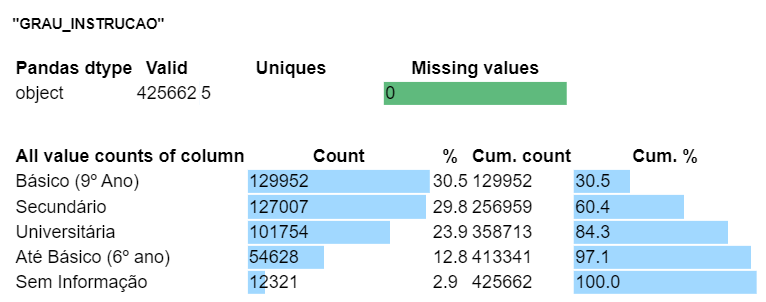 "GRAU_INSTRUCAO"
Pandas dtype Valid Uniques Missing values
object 425662 5 0
All value counts of column Count % Cum. count Cum. %
Básico (9º Ano) 129952 30.5 129952 30.5
Secundário 127007 29.8 256959 60.4
Universitária 101754 23.9 358713 84.3
Até Básico (6º ano) 54628 12.8 413341 97.1
Sem Informação 12321 2.9 425662 100.0